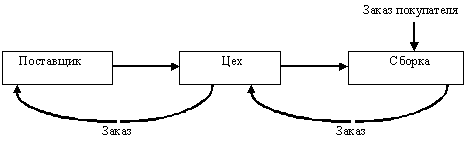 Заказ покупателя
Поставщик
Цех
Сборка
Заказ
Заказ